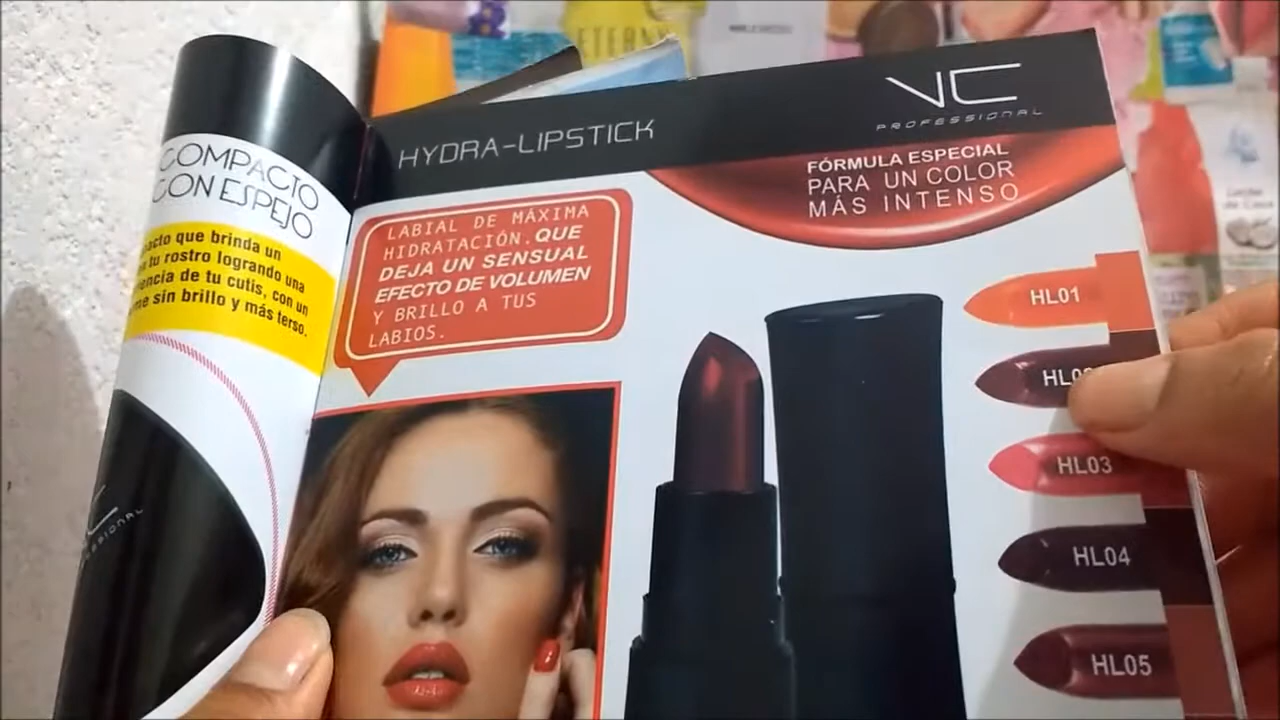 COMPACTO
CON ESPEJO
que brinda un
tu rostro logrando una
de tu cutis, con un
sin brillo y más terso.
HYDRA-LIPSTICK
VC
PROFESSIONAL
FÓRMULA ESPECIAL
PARA UN COLOR
MÁS INTENSO
LABIAL DE MÁXIMA
HIDRATACIÓN. QUE
DEJA UN SENSUAL
EFECTO DE VOLUMEN
Y BRILLO A TUS
LABIOS.
HL01
HL03
HL04
HL05